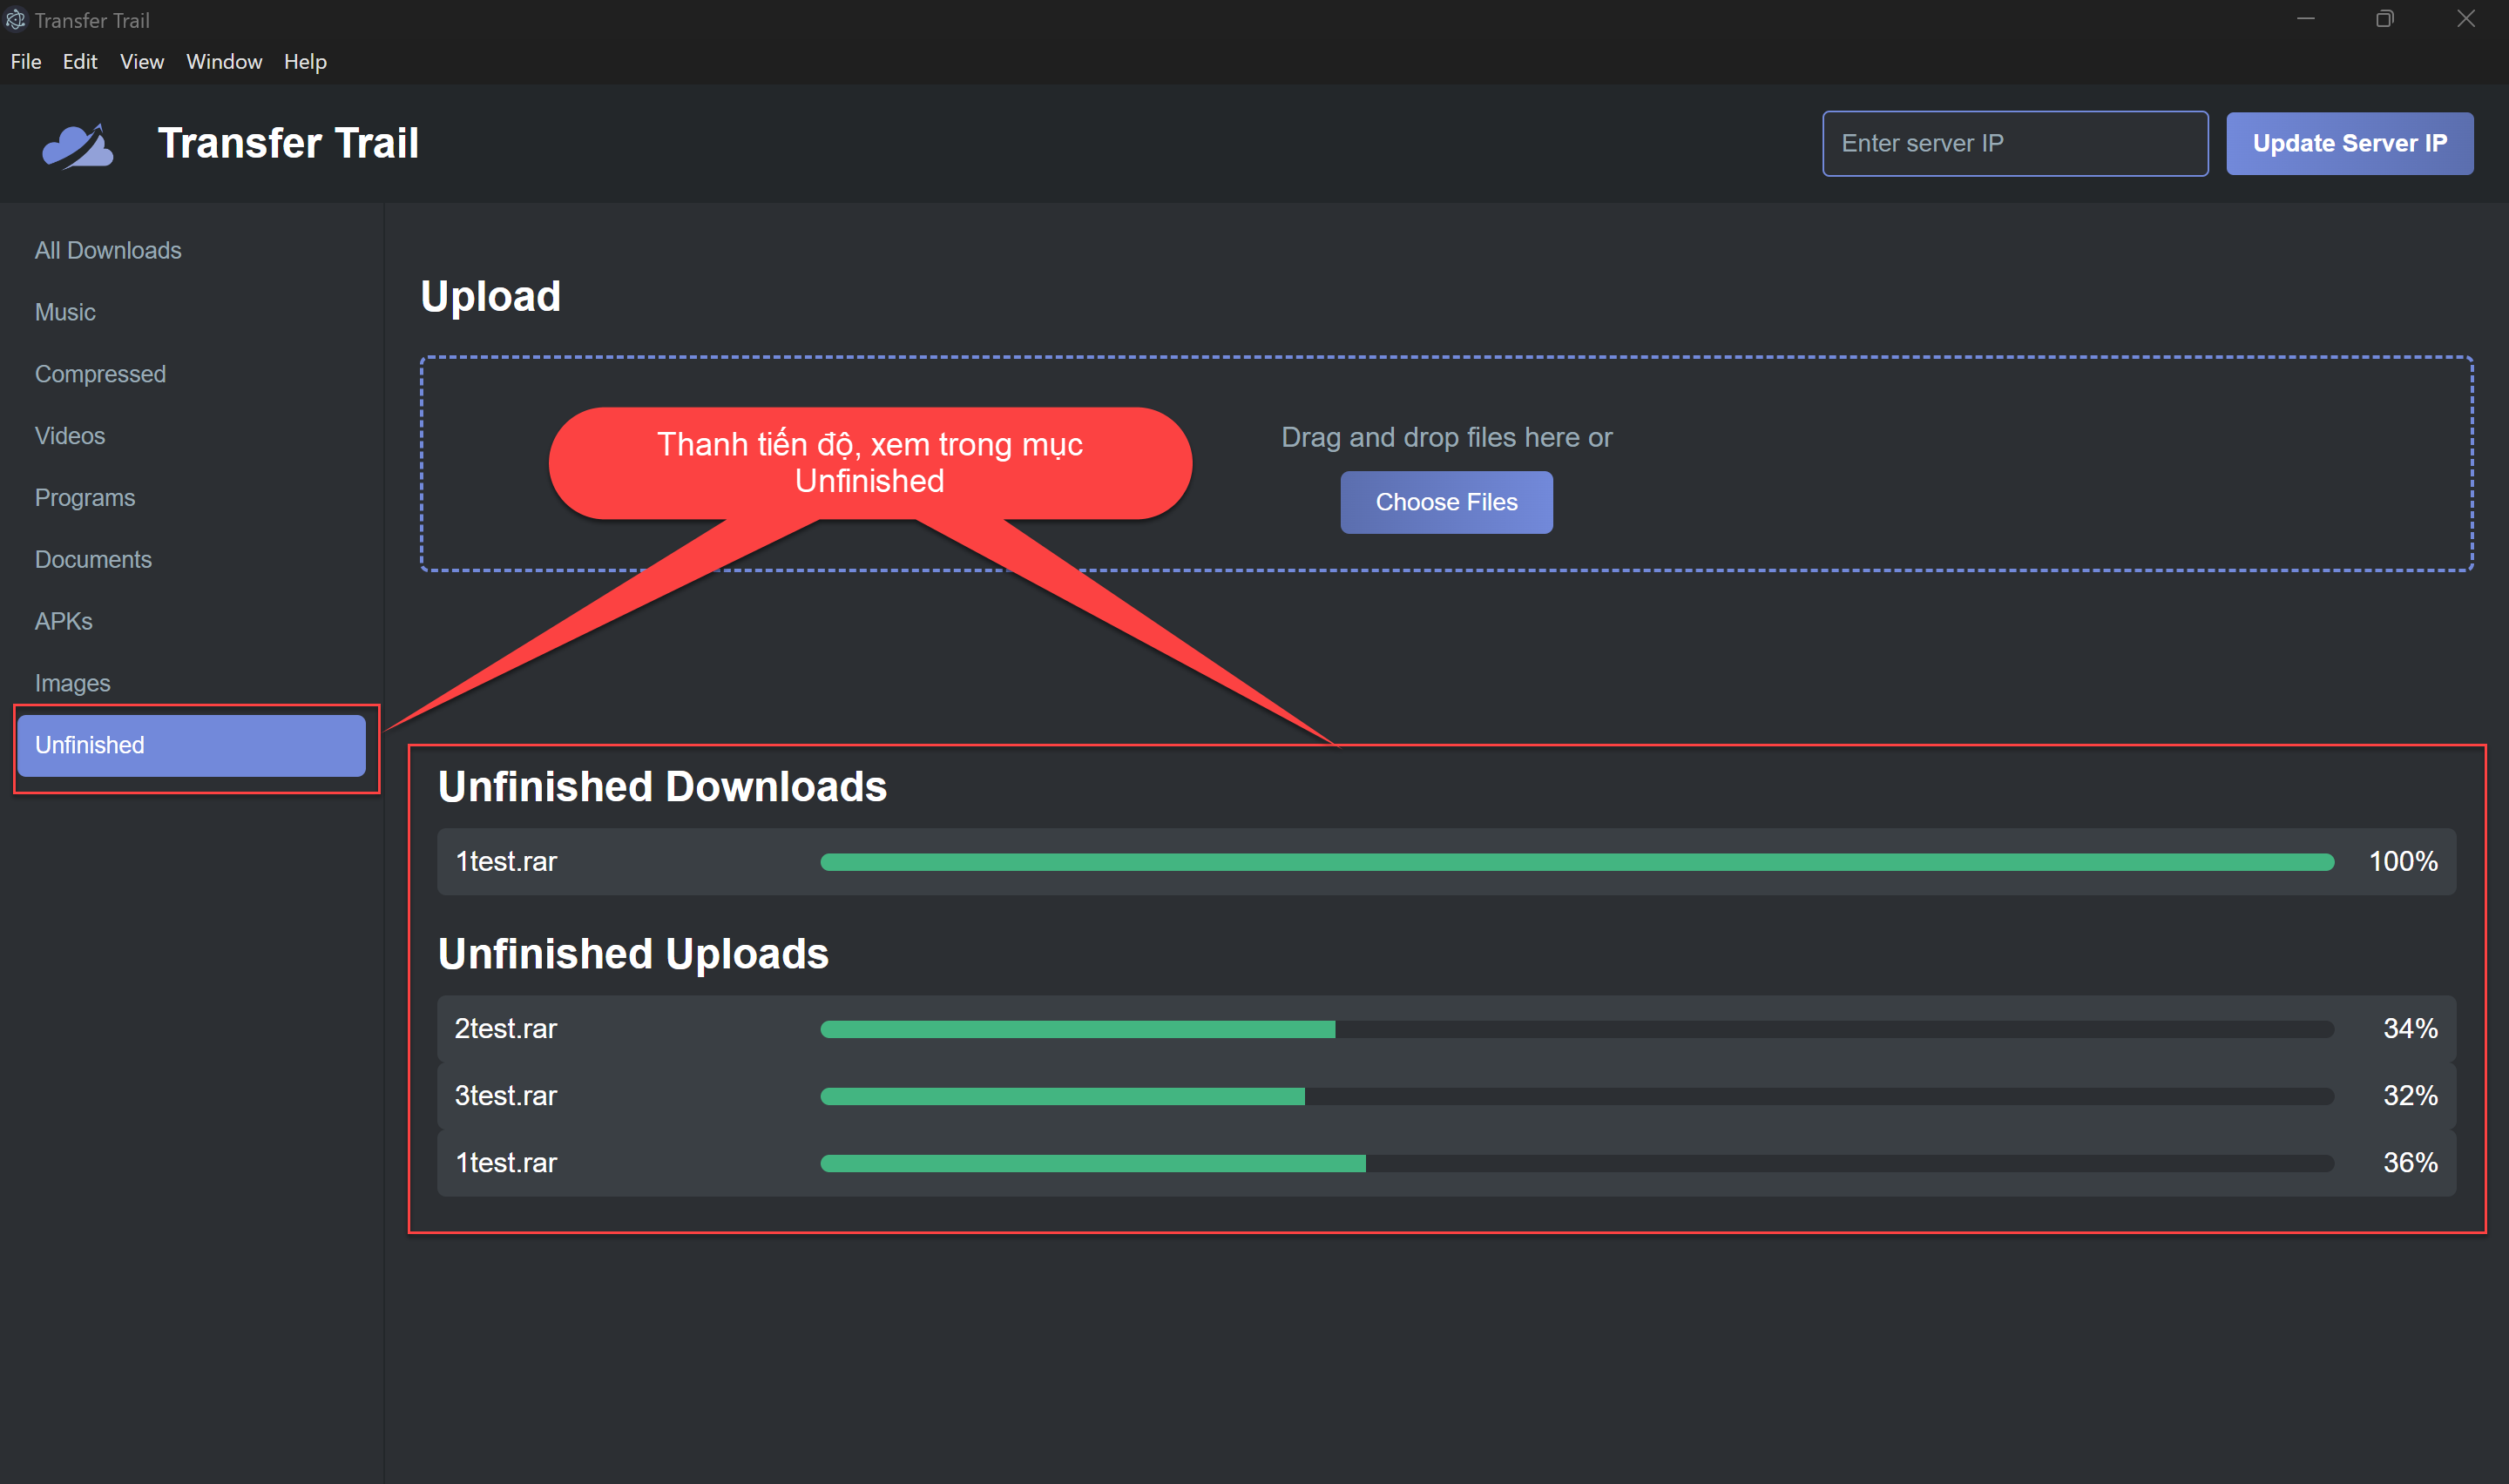 Transfer Trail
File Edit View Window Help
Transfer Trail
Enter server IP
Update Server IP
All Downloads
Music
Compressed
Videos
Programs
Documents
APKs
Images
Unfinished
Upload
Thanh tiến độ, xem trong mục
Unfinished
Drag and drop files here or
Choose Files
Unfinished Downloads
1test.rar 100%
Unfinished Uploads
2test.rar 34%
3test.rar 32%
1test.rar 36%